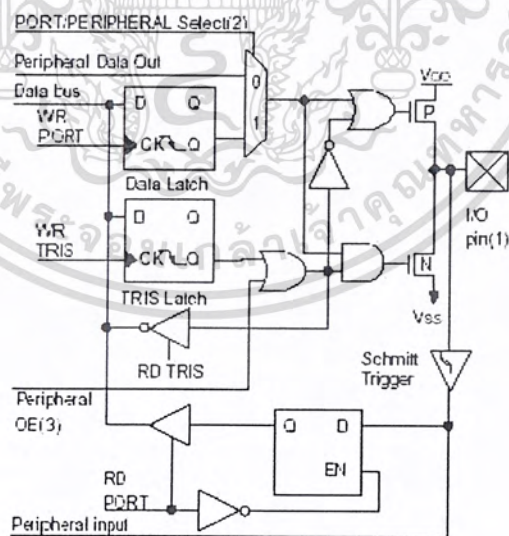 PORT/PERIPHERAL Select(2)
Peripheral Data Out
Data bus
WR
PORT
D Q
CK Q
0
1
Data Latch
WR
TRIS
D Q
CK Q
TRIS Latch
RD TRIS
Peripheral
OE(3)
VDD
P
N
Vss
I/O
pin(1)
Schmitt
Trigger
Q D
EN
RD
PORT
Peripheral input